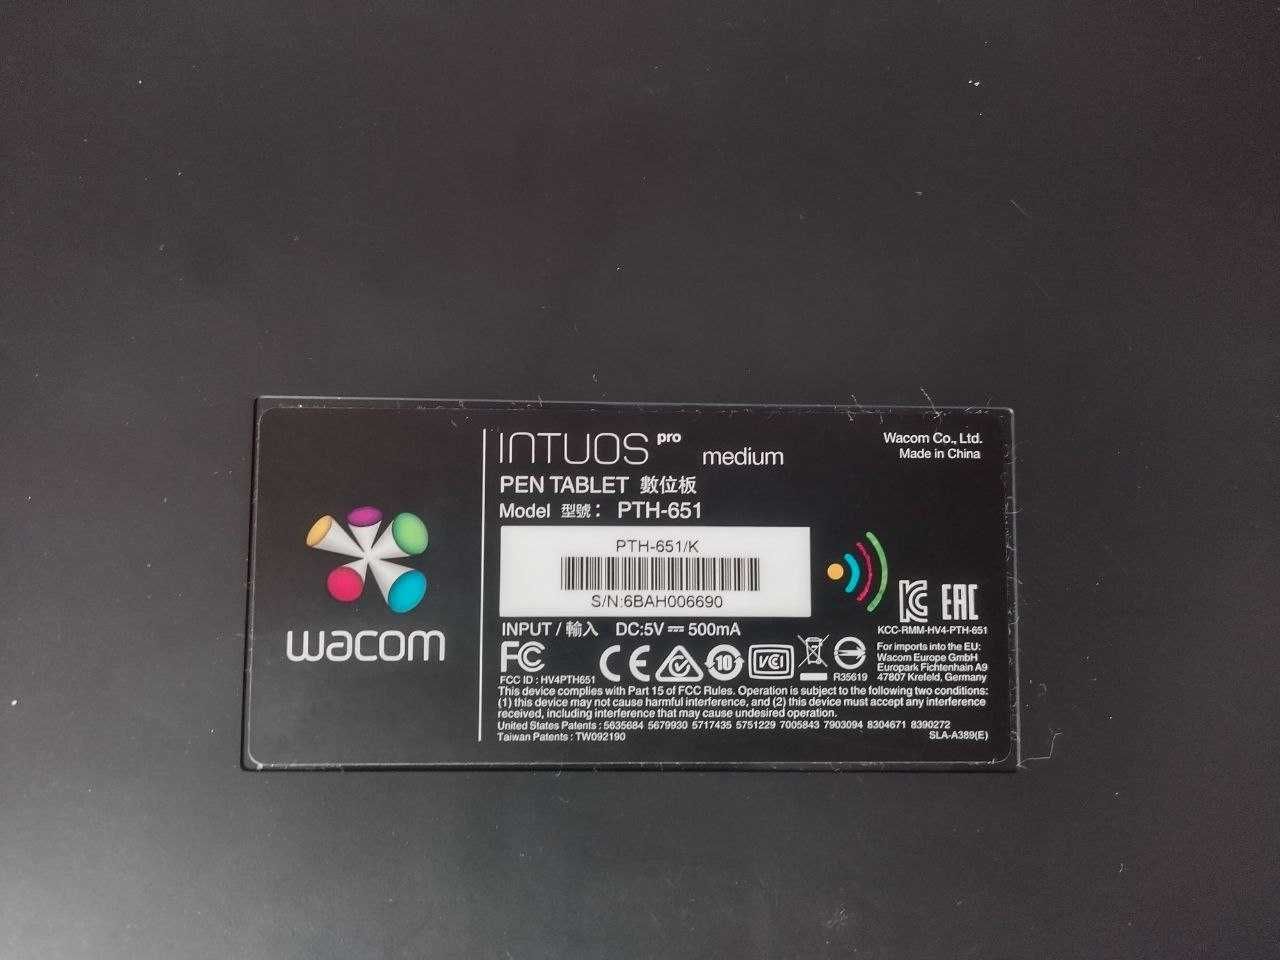 wacom
INTUOS pro medium
PEN TABLET 數位板
Model 型號： PTH-651
PTH-651/K
S/N:6BAH006690
INPUT / 輸入 DC:5V 500mA
Wacom Co., Ltd.
Made in China
EAC
KCC-RMM-HV4-PTH-651
FC
FCC ID : HV4PTH651
CE
10
VCI
R35619
For imports into the EU:
Wacom Europe GmbH
Europark Fichtenhain A9
47807 Krefeld, Germany
This device complies with Part 15 of FCC Rules. Operation is subject to the following two conditions:
(1) this device may not cause harmful interference, and (2) this device must accept any interference
received, including interference that may cause undesired operation.
United States Patents : 5635684 5679930 5717435 5751229 7005843 7903094 8304671 8390272
Taiwan Patents : TW092190
SLA-A389(E)